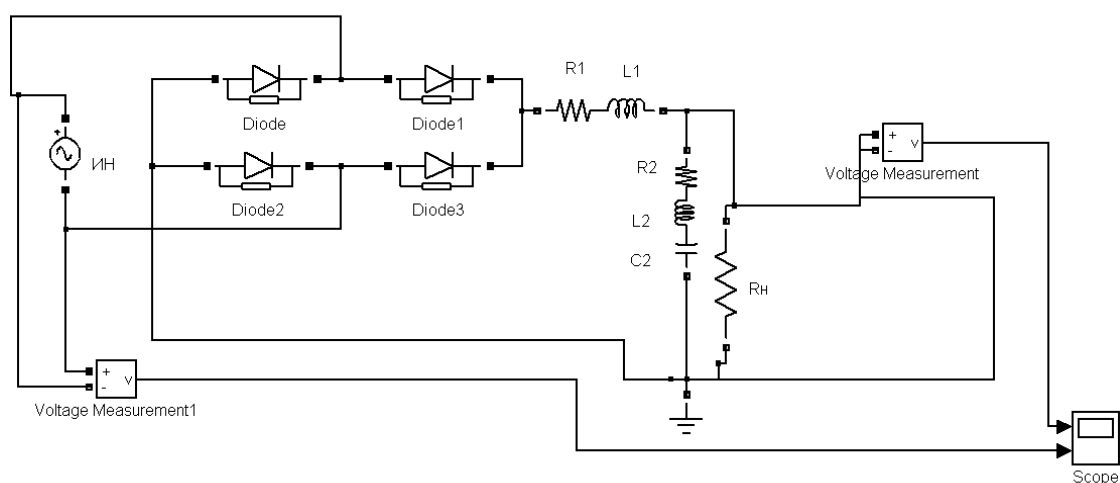 R1
L1
Diode
Diode1
+
ИН
+
-
v
Voltage Measurement
R2
Diode2
Diode3
L2
C2
Rн
+
-
v
Voltage Measurement1
Scope